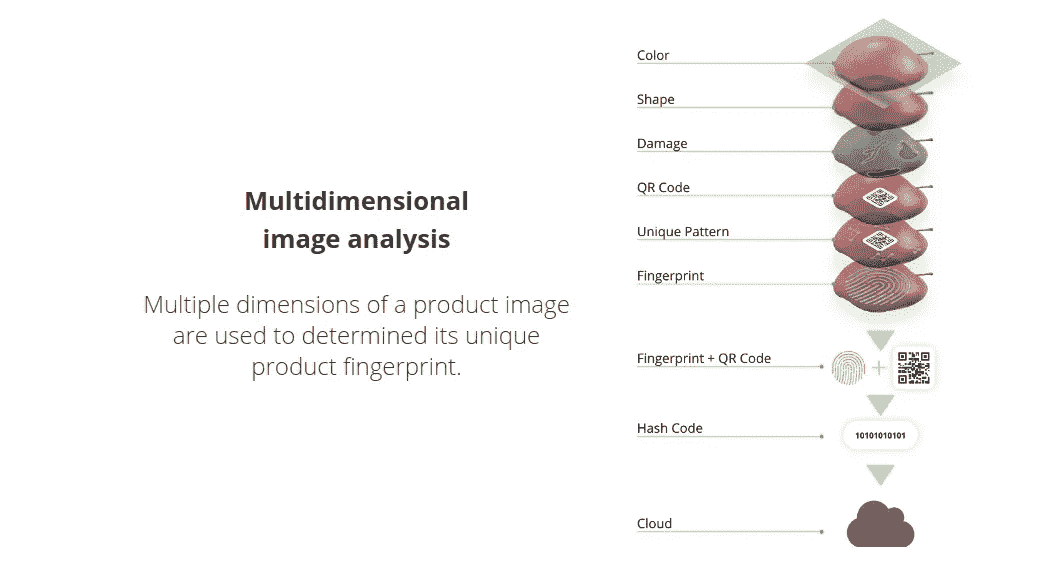 Multidimensional
image analysis
Multiple dimensions of a product image
are used to determined its unique
product fingerprint.
Color
Shape
Damage
QR Code
Unique Pattern
Fingerprint
Fingerprint + QR Code
Hash Code
10101010101
Cloud